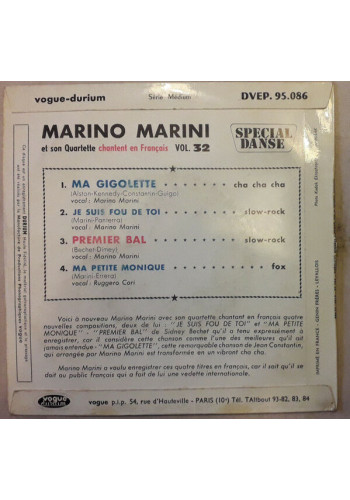 vogue-durium
Série Médium
DVEP. 95.086
MARINO MARINI
et son Quartette chantent en Français VOL. 32
SPECIAL
DANSE
1. MA GIGOLETTE cha cha cha
(Alston-Kennedy-Constantin-Guigo)
vocal : Marino Marini
2. JE SUIS FOU DE TOI slow-rock
(Marini-Panierra)
vocal : Marino Marini
3. PREMIER BAL slow-rock
(Bechet-Dimey)
vocal : Marino Marini
4. MA PETITE MONIQUE fox
(Marini-Errera)
vocal : Ruggero Cori
Voici à nouveau Marino Marini avec son quartette chantant en français quatre
nouvelles compositions, deux de lui : "JE SUIS FOU DE TOI" et "MA PETITE
MONIQUE" - "PREMIER BAL" de Sidney Bechet qu'il a tenu expressément à
enregistrer, car il considère cette chanson comme l'une des meilleures qu'il ait
jamais entendue - "MA GIGOLETTE", cette remarquable chanson de Jean Constantin,
qui arrangée par Marino Marini est transformée en un vibrant cha cha.
Marino Marini a voulu enregistrer ces quatre titres en français, car il sait qu'il se
doit au public français qui a fait de lui une vedette internationale.
vogue
vogue p.i.p. 54, rue d'Hauteville - PARIS (10e) Tél. TAItbout 93-82, 83, 84